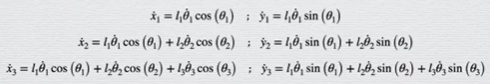 ẋ₁ = l₁θ̇₁ cos (θ₁) ; ẏ₁ = l₁θ̇₁ sin (θ₁)
ẋ₂ = l₁θ̇₁ cos (θ₁) + l₂θ̇₂ cos (θ₂) ; ẏ₂ = l₁θ̇₁ sin (θ₁) + l₂θ̇₂ sin (θ₂)
ẋ₃ = l₁θ̇₁ cos (θ₁) + l₂θ̇₂ cos (θ₂) + l₃θ̇₃ cos (θ₃) ; ẏ₃ = l₁θ̇₁ sin (θ₁) + l₂θ̇₂ sin (θ₂) + l₃θ̇₃ sin (θ₃)